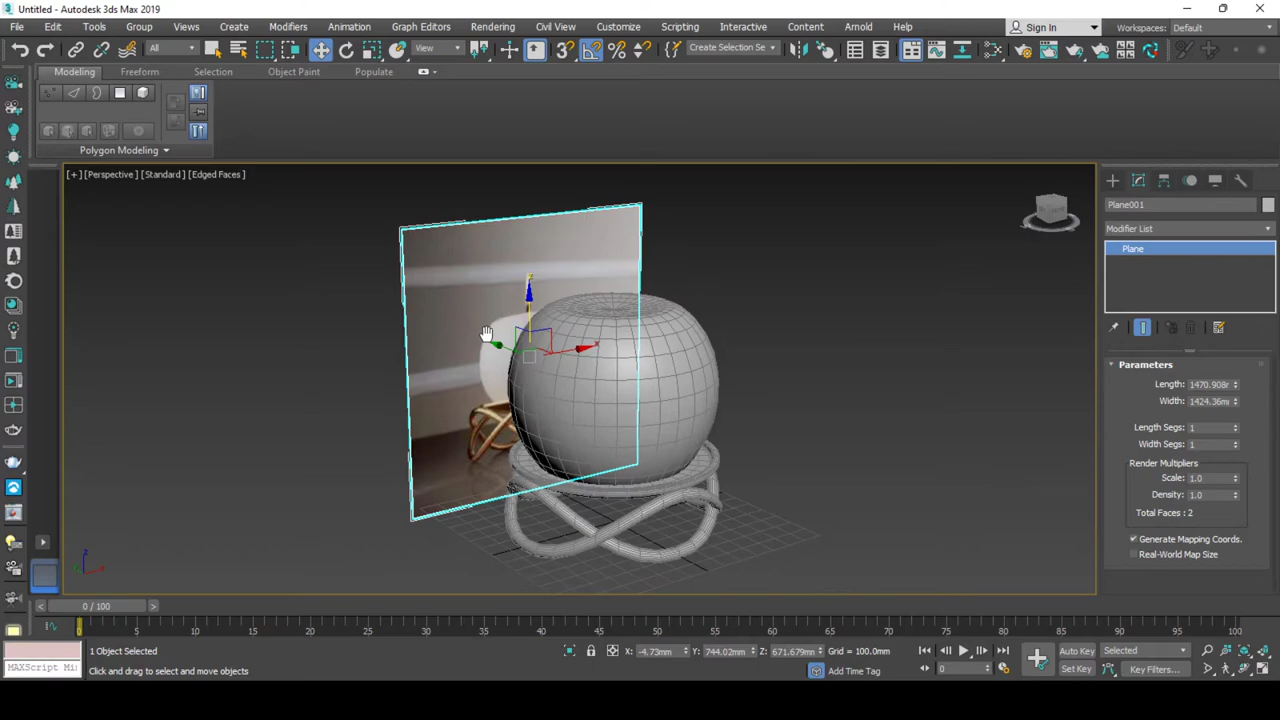 Untitled - Autodesk 3ds Max 2019
File Edit Tools Group Views Create Modifiers Animation Graph Editors Rendering Civil View Customize Scripting Interactive Content Arnold Help Sign In Workspaces: Default
All View Create Selection Se
Modeling Freeform Selection Object Paint Populate
Polygon Modeling
[+] [Perspective] [Standard] [Edged Faces]
Plane001
Modifier List
Plane
Parameters
Length: 1470.908r
Width: 1424.36m
Length Segs: 1
Width Segs: 1
Render Multipliers
Scale: 1.0
Density: 1.0
Total Faces : 2
Generate Mapping Coords.
Real-World Map Size
0 / 100
0 5 10 15 20 25 30 35 40 45 50 55 60 65 70 75 80 85 90 95 100
1 Object Selected
X: -4.73mm Y: 744.02mm Z: 671.679mm Grid = 100.0mm
Auto Key Selected
MAXScript Mi
Click and drag to select and move objects
Add Time Tag
0
Set Key Key Filters...